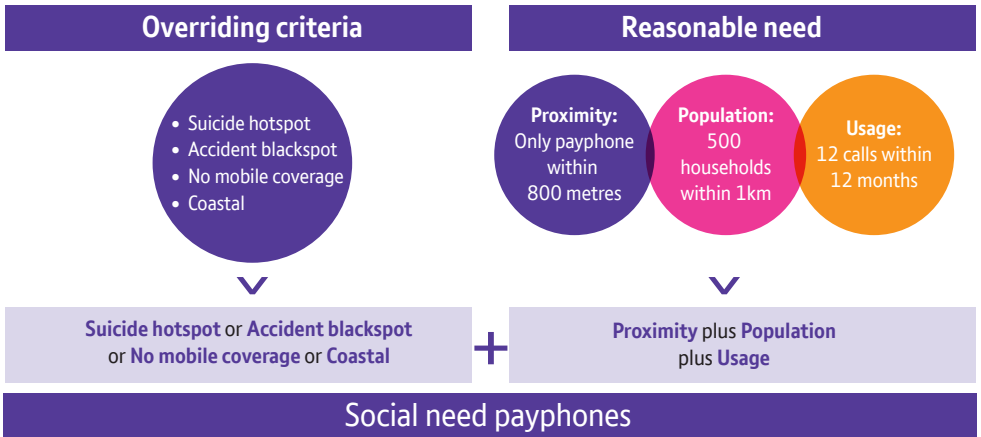 Overriding criteria
• Suicide hotspot
• Accident blackspot
• No mobile coverage
• Coastal
Suicide hotspot or Accident blackspot
or No mobile coverage or Coastal
+
Reasonable need
Proximity:
Only payphone
within
800 metres
Population:
500
households
within 1km
Usage:
12 calls within
12 months
Proximity plus Population
plus Usage
Social need payphones